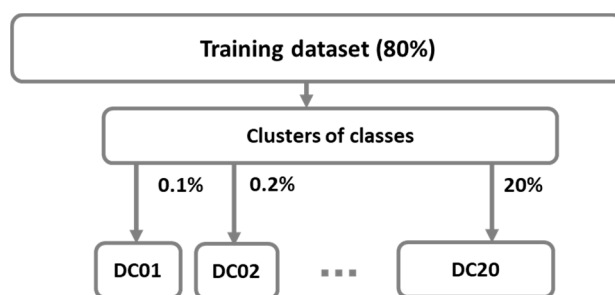 Training dataset (80%)
Clusters of classes
0.1%
0.2%
20%
DC01
DC02
...
DC20